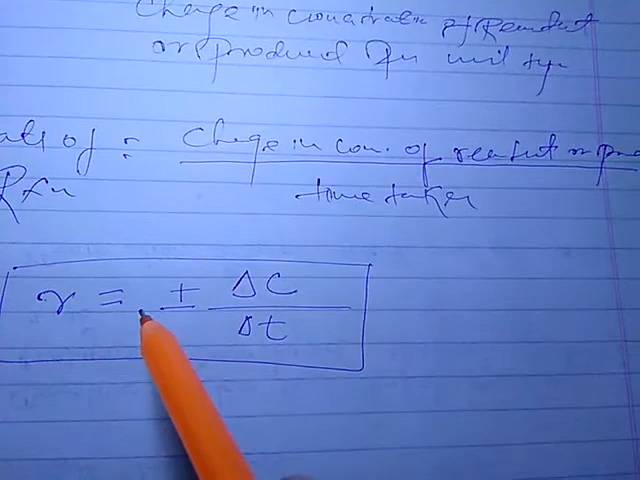 Change in concentration of Reactant
or product per unit time
Rate of = Change in con. of reactant or pro
Rxn time taken
r = ± ΔC
Δt